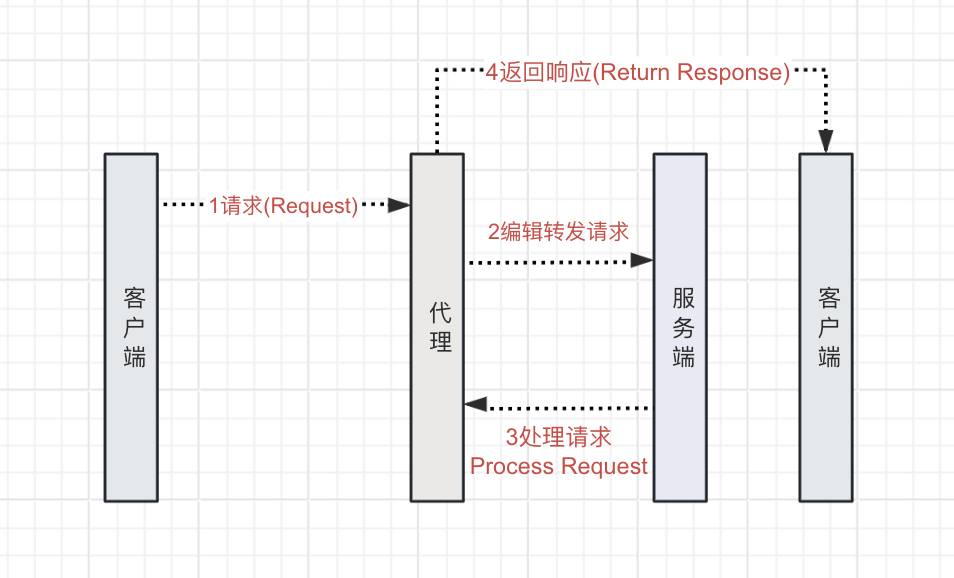 4返回响应(Return Response)
1请求(Request)
2编辑转发请求
客户端
代理
服务端
客户端
3处理请求
Process Request